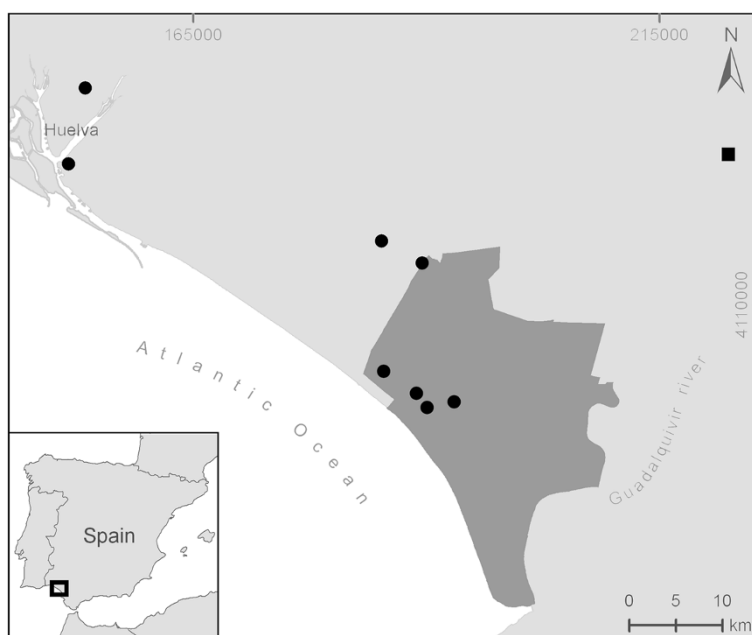 165000 215000
N
Huelva
4110000
Atlantic Ocean
Guadalquivir river
Spain
0 5 10
km